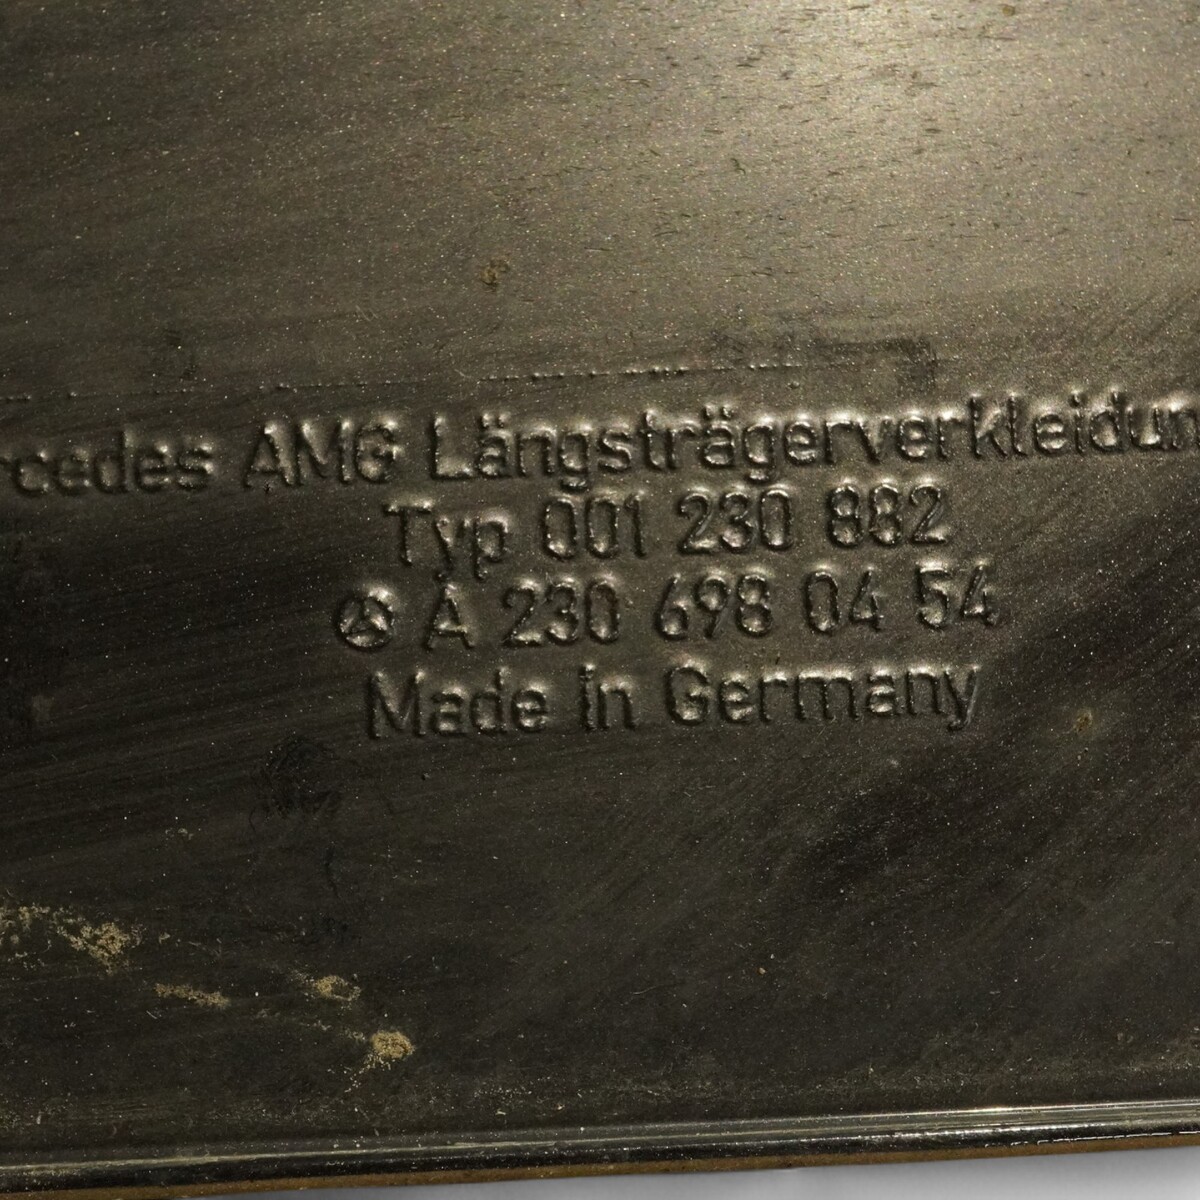 rcedes AMG Längsträgerverkleidun
Typ 001 230 882
A 230 698 04 54
Made in Germany